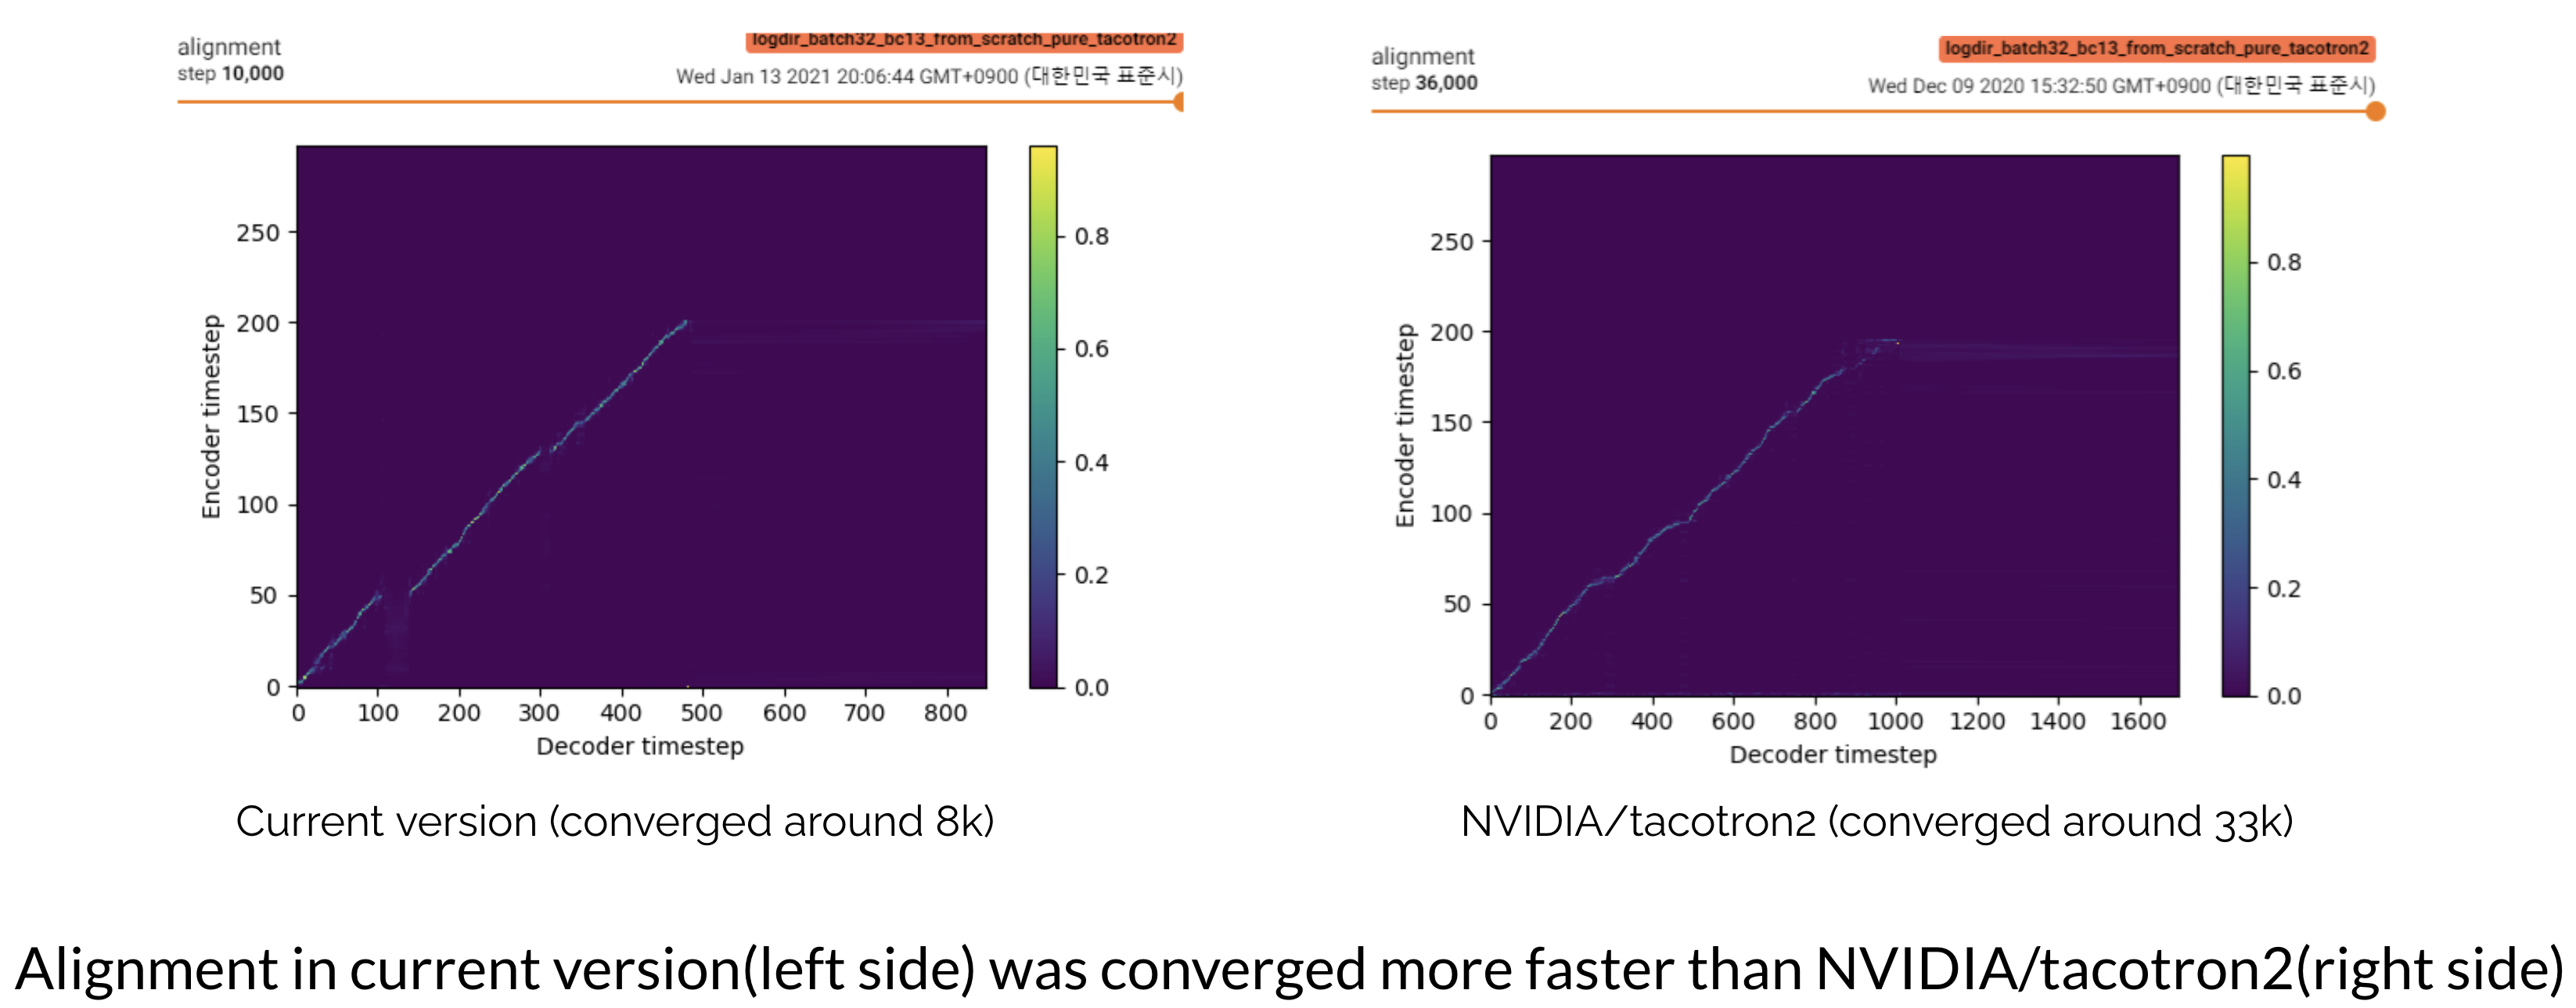 logdir_batch32_bc13_from_scratch_pure_tacotron2
alignment
step 10,000
Wed Jan 13 2021 20:06:44 GMT+0900 (대한민국 표준시)
250
200
150
100
50
0
Encoder timestep
0 100 200 300 400 500 600 700 800
Decoder timestep
0.8
0.6
0.4
0.2
0.0
Current version (converged around 8k)
logdir_batch32_bc13_from_scratch_pure_tacotron2
alignment
step 36,000
Wed Dec 09 2020 15:32:50 GMT+0900 (대한민국 표준시)
250
200
150
100
50
0
Encoder timestep
0 200 400 600 800 1000 1200 1400 1600
Decoder timestep
0.8
0.6
0.4
0.2
0.0
NVIDIA/tacotron2 (converged around 33k)
Alignment in current version(left side) was converged more faster than NVIDIA/tacotron2(right side)